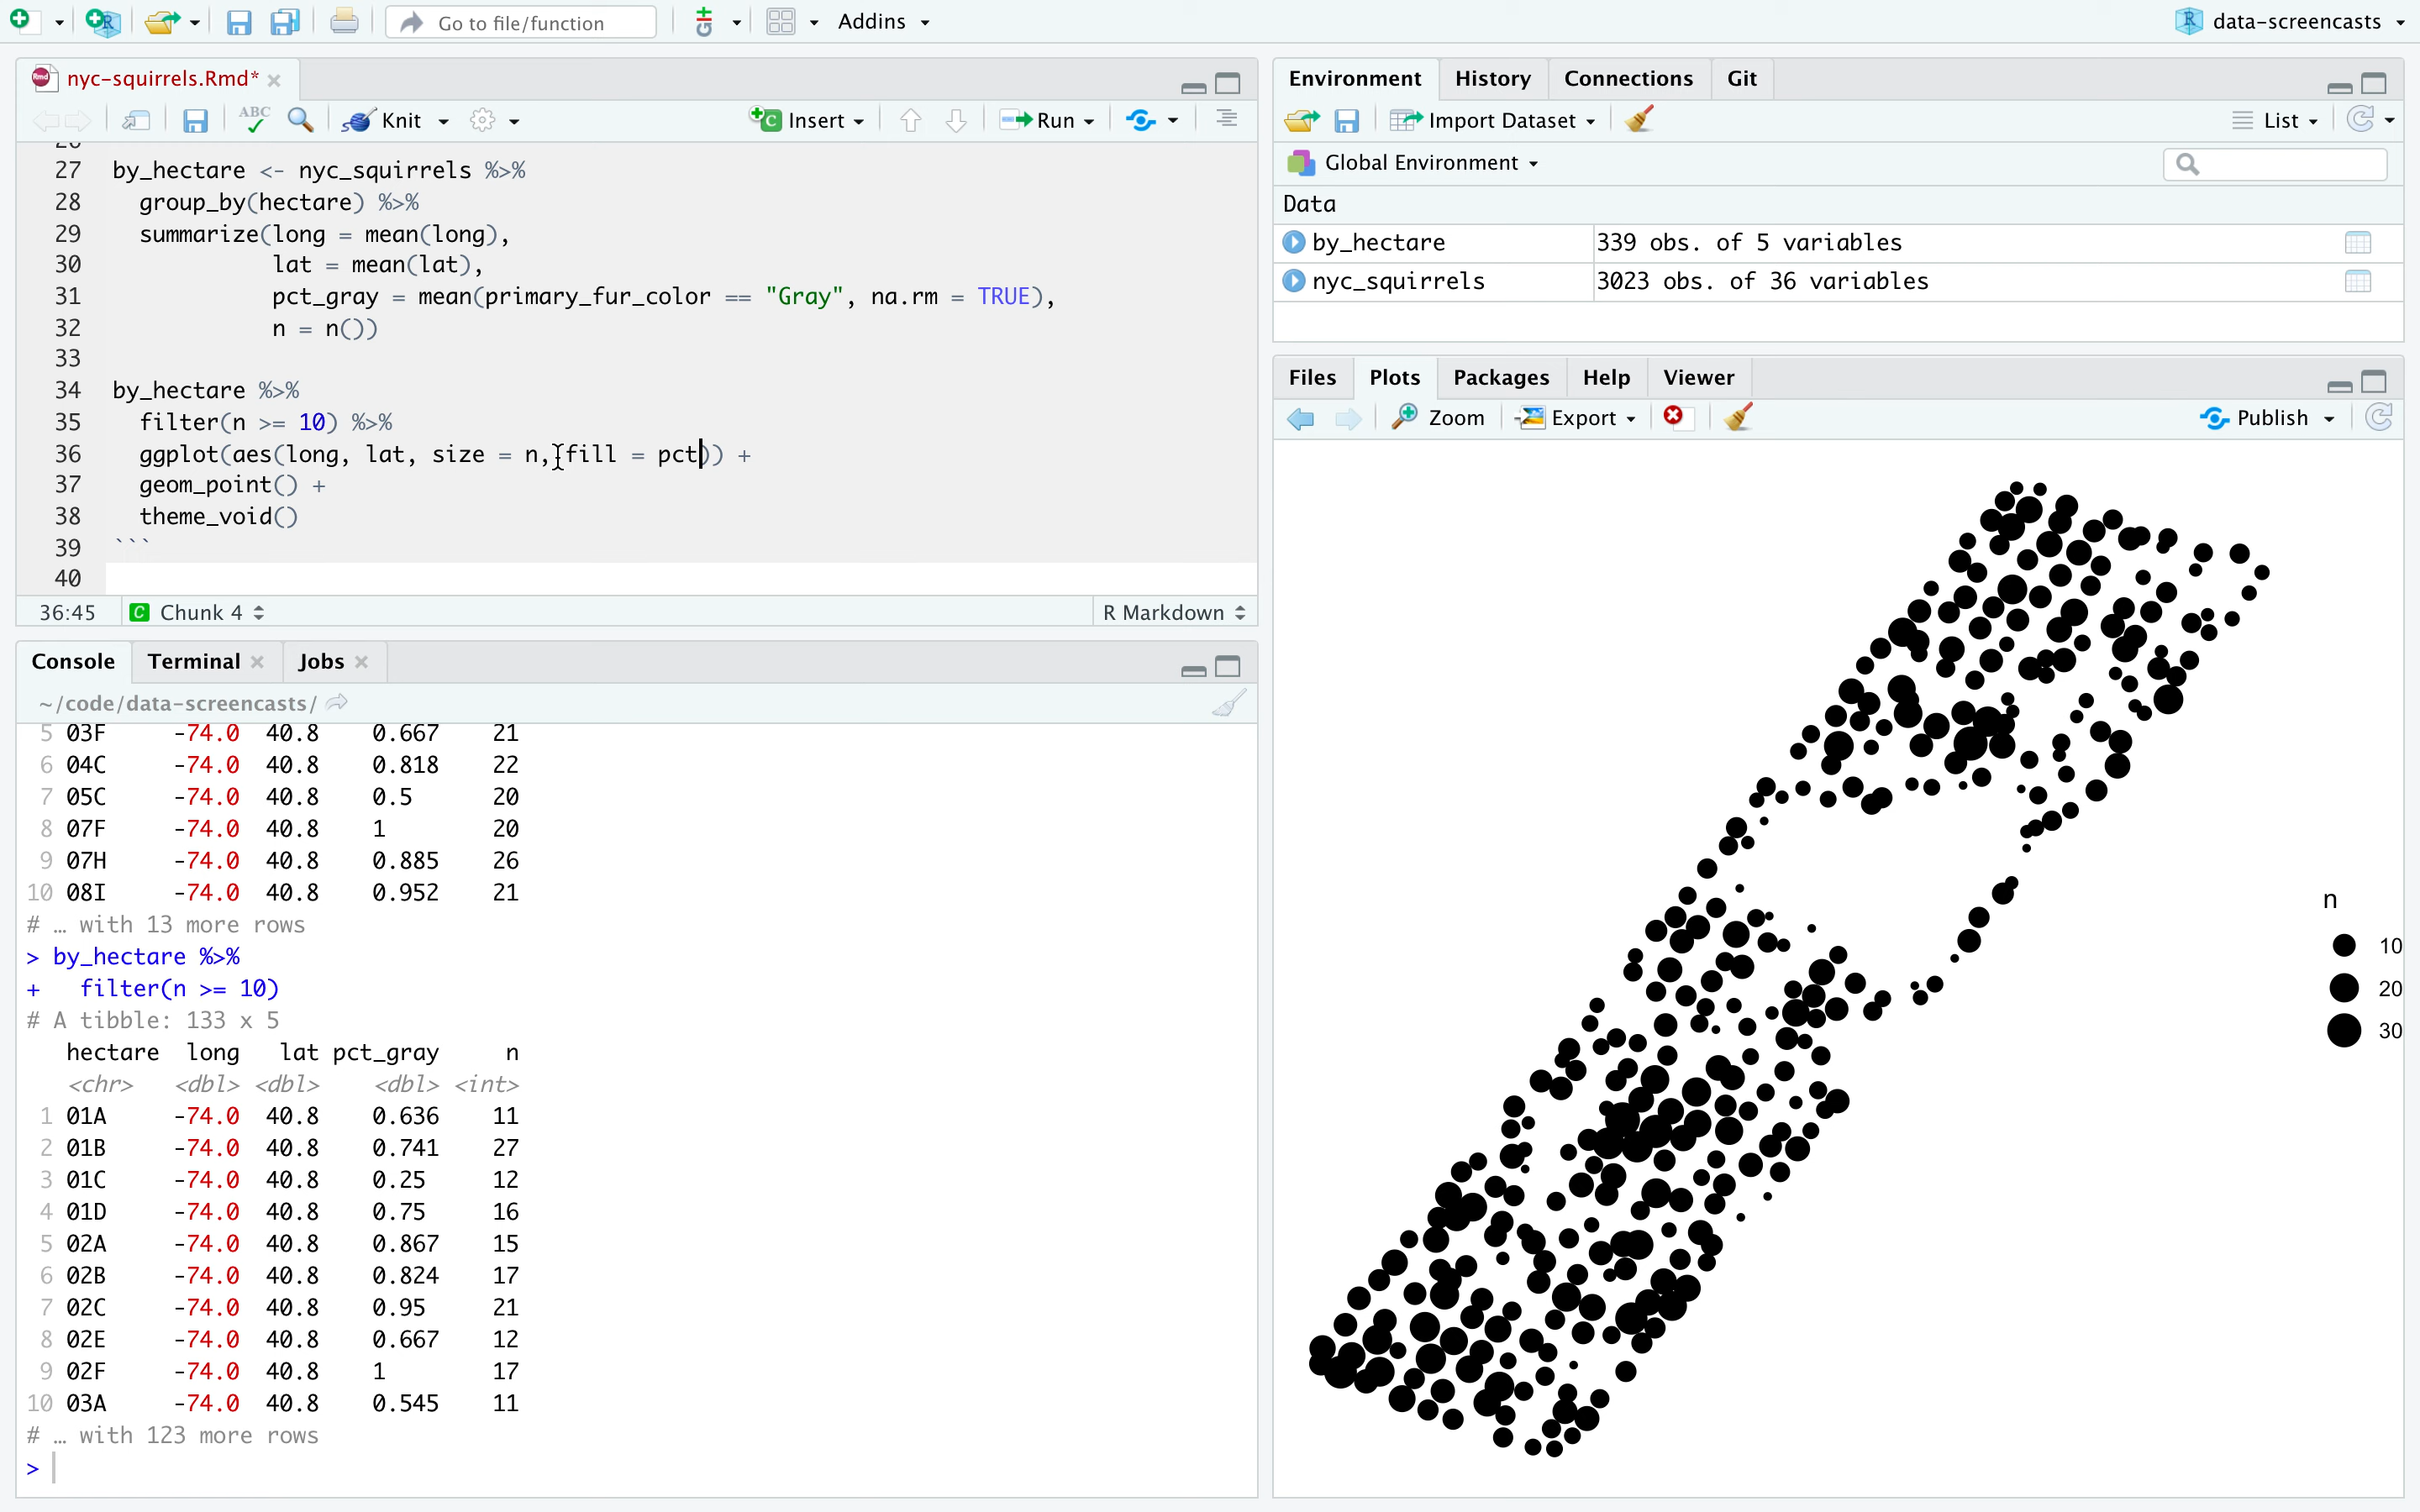 Go to file/function
Addins
data-screencasts
nyc-squirrels.Rmd*
ABC
Knit
Insert
Run
27 by_hectare <- nyc_squirrels %>%
28 group_by(hectare) %>%
29 summarize(long = mean(long),
30 lat = mean(lat),
31 pct_gray = mean(primary_fur_color == "Gray", na.rm = TRUE),
32 n = n())
33
34 by_hectare %>%
35 filter(n >= 10) %>%
36 ggplot(aes(long, lat, size = n, fill = pct)) +
37 geom_point() +
38 theme_void()
39 ```
40
36:45 Chunk 4 R Markdown
Console Terminal Jobs
~/code/data-screencasts/
5 03F -74.0 40.8 0.667 21
6 04C -74.0 40.8 0.818 22
7 05C -74.0 40.8 0.5 20
8 07F -74.0 40.8 1 20
9 07H -74.0 40.8 0.885 26
10 08I -74.0 40.8 0.952 21
# … with 13 more rows
> by_hectare %>%
+ filter(n >= 10)
# A tibble: 133 x 5
hectare long lat pct_gray n
<chr> <dbl> <dbl> <dbl> <int>
1 01A -74.0 40.8 0.636 11
2 01B -74.0 40.8 0.741 27
3 01C -74.0 40.8 0.25 12
4 01D -74.0 40.8 0.75 16
5 02A -74.0 40.8 0.867 15
6 02B -74.0 40.8 0.824 17
7 02C -74.0 40.8 0.95 21
8 02E -74.0 40.8 0.667 12
9 02F -74.0 40.8 1 17
10 03A -74.0 40.8 0.545 11
# … with 123 more rows
>
Environment History Connections Git
Import Dataset
List
Global Environment
Data
by_hectare 339 obs. of 5 variables
nyc_squirrels 3023 obs. of 36 variables
Files Plots Packages Help Viewer
Zoom Export Publish
n
10
20
30